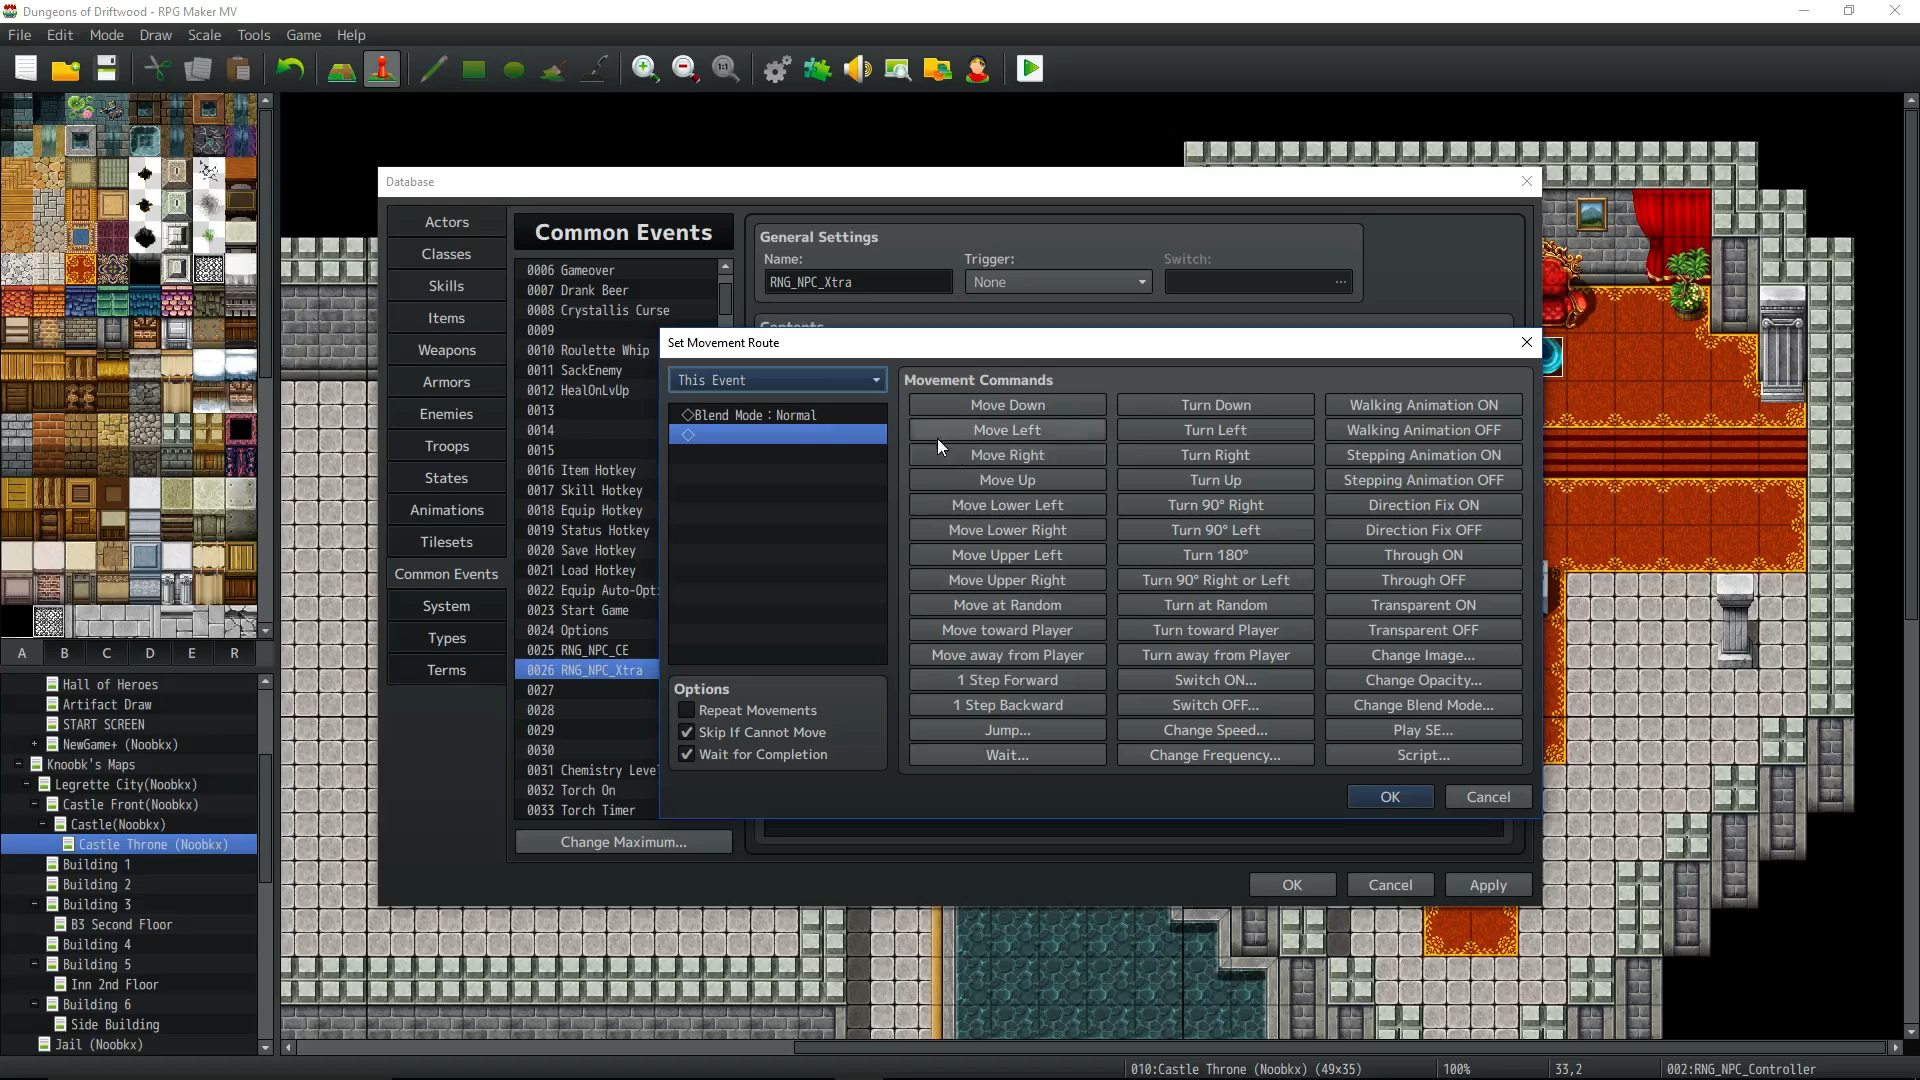 Dungeons of Driftwood - RPG Maker MV
File Edit Mode Draw Scale Tools Game Help
1:1
A B C D E R
Hall of Heroes
Artifact Draw
START SCREEN
NewGame+ (Noobkx)
Knoobk's Maps
Legrette City(Noobkx)
Castle Front(Noobkx)
Castle(Noobkx)
Castle Throne (Noobkx)
Building 1
Building 2
Building 3
B3 Second Floor
Building 4
Building 5
Inn 2nd Floor
Building 6
Side Building
Jail (Noobkx)
Database
Actors
Classes
Skills
Items
Weapons
Armors
Enemies
Troops
States
Animations
Tilesets
Common Events
System
Types
Terms
Common Events
0006 Gameover
0007 Drank Beer
0008 Crystallis Curse
0009
0010 Roulette Whip
0011 SackEnemy
0012 HealOnLvUp
0013
0014
0015
0016 Item Hotkey
0017 Skill Hotkey
0018 Equip Hotkey
0019 Status Hotkey
0020 Save Hotkey
0021 Load Hotkey
0022 Equip Auto-Opti
0023 Start Game
0024 Options
0025 RNG_NPC_CE
0026 RNG_NPC_Xtra
0027
0028
0029
0030
0031 Chemistry Leve
0032 Torch On
0033 Torch Timer
Change Maximum...
General Settings
Name: Trigger: Switch:
RNG_NPC_Xtra None ...
Contents
Set Movement Route
This Event
◇Blend Mode : Normal
◇
Options
Repeat Movements
Skip If Cannot Move
Wait for Completion
Movement Commands
Move Down Turn Down Walking Animation ON
Move Left Turn Left Walking Animation OFF
Move Right Turn Right Stepping Animation ON
Move Up Turn Up Stepping Animation OFF
Move Lower Left Turn 90° Right Direction Fix ON
Move Lower Right Turn 90° Left Direction Fix OFF
Move Upper Left Turn 180° Through ON
Move Upper Right Turn 90° Right or Left Through OFF
Move at Random Turn at Random Transparent ON
Move toward Player Turn toward Player Transparent OFF
Move away from Player Turn away from Player Change Image...
1 Step Forward Switch ON... Change Opacity...
1 Step Backward Switch OFF... Change Blend Mode...
Jump... Change Speed... Play SE...
Wait... Change Frequency... Script...
OK Cancel
OK Cancel Apply
010:Castle Throne (Noobkx) (49x35) 100% 33,2 002:RNG_NPC_Controller